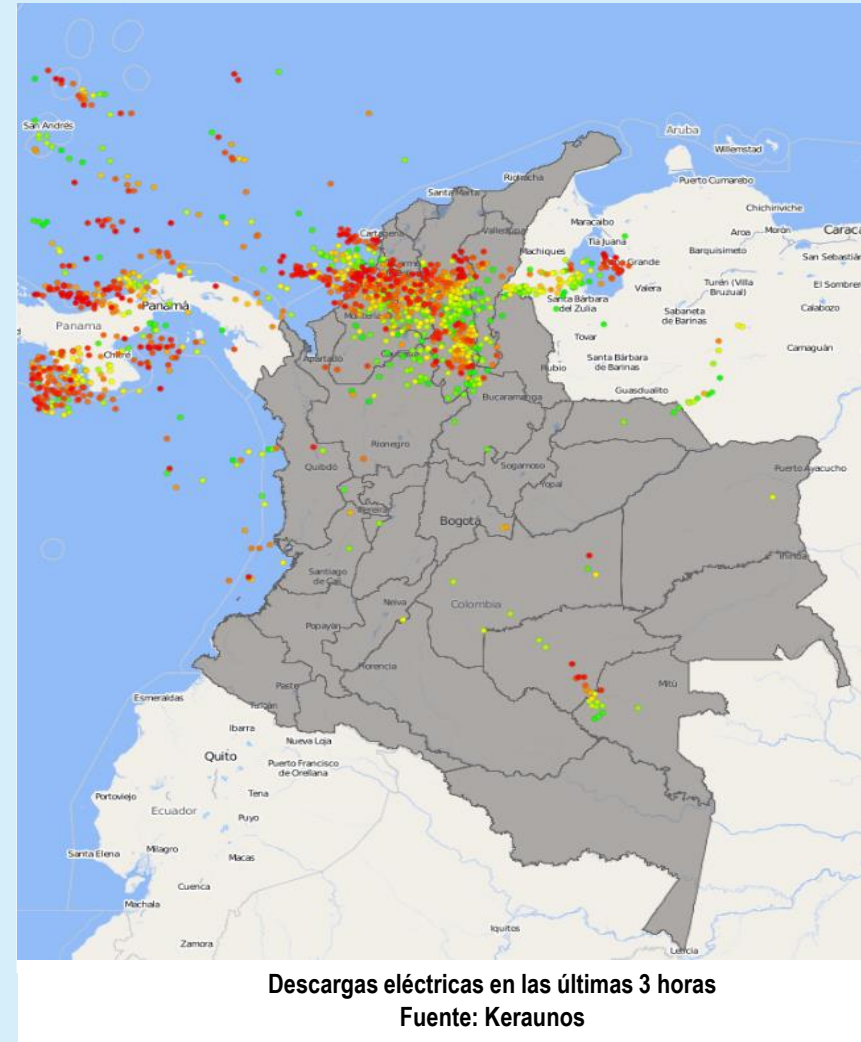 San Andrés
Aruba
Willemstad
Riohacha
Puerto Cumarebo
Santa Marta
Chichiriviche
Cartagena
Valledupar
Maracaibo
Tía Juana
Aroa
Morón
Caraca
Machiques
Barquisimeto
San Sebastiá
Grande
Valera
Turén (Villa
Bruzual)
El Sombrer
Panamá
Santa Bárbara
del Zulia
Sabaneta
de Barinas
Calabozo
Panama
Chitré
Tovar
Camaguán
Apartadó
Rubio
Santa Bárbara
de Barinas
Guasdualito
Bucaramanga
Rionegro
Quibdó
Sogamoso
Puerto Ayacucho
Yopal
Pereira
Bogotá
Inírida
Santiago
de Cali
Neiva
Colombia
Popayán
Florencia
Mitú
Pasto
Esmeraldas
Tulcán
Ibarra
Nueva Loja
Quito
Puerto Francisco
de Orellana
Tena
Portoviejo
Ecuador
Puyo
Santa Elena
Milagro
Macas
Cuenca
Machala
Iquitos
Zamora
Leticia
Descargas eléctricas en las últimas 3 horas
Fuente: Keraunos